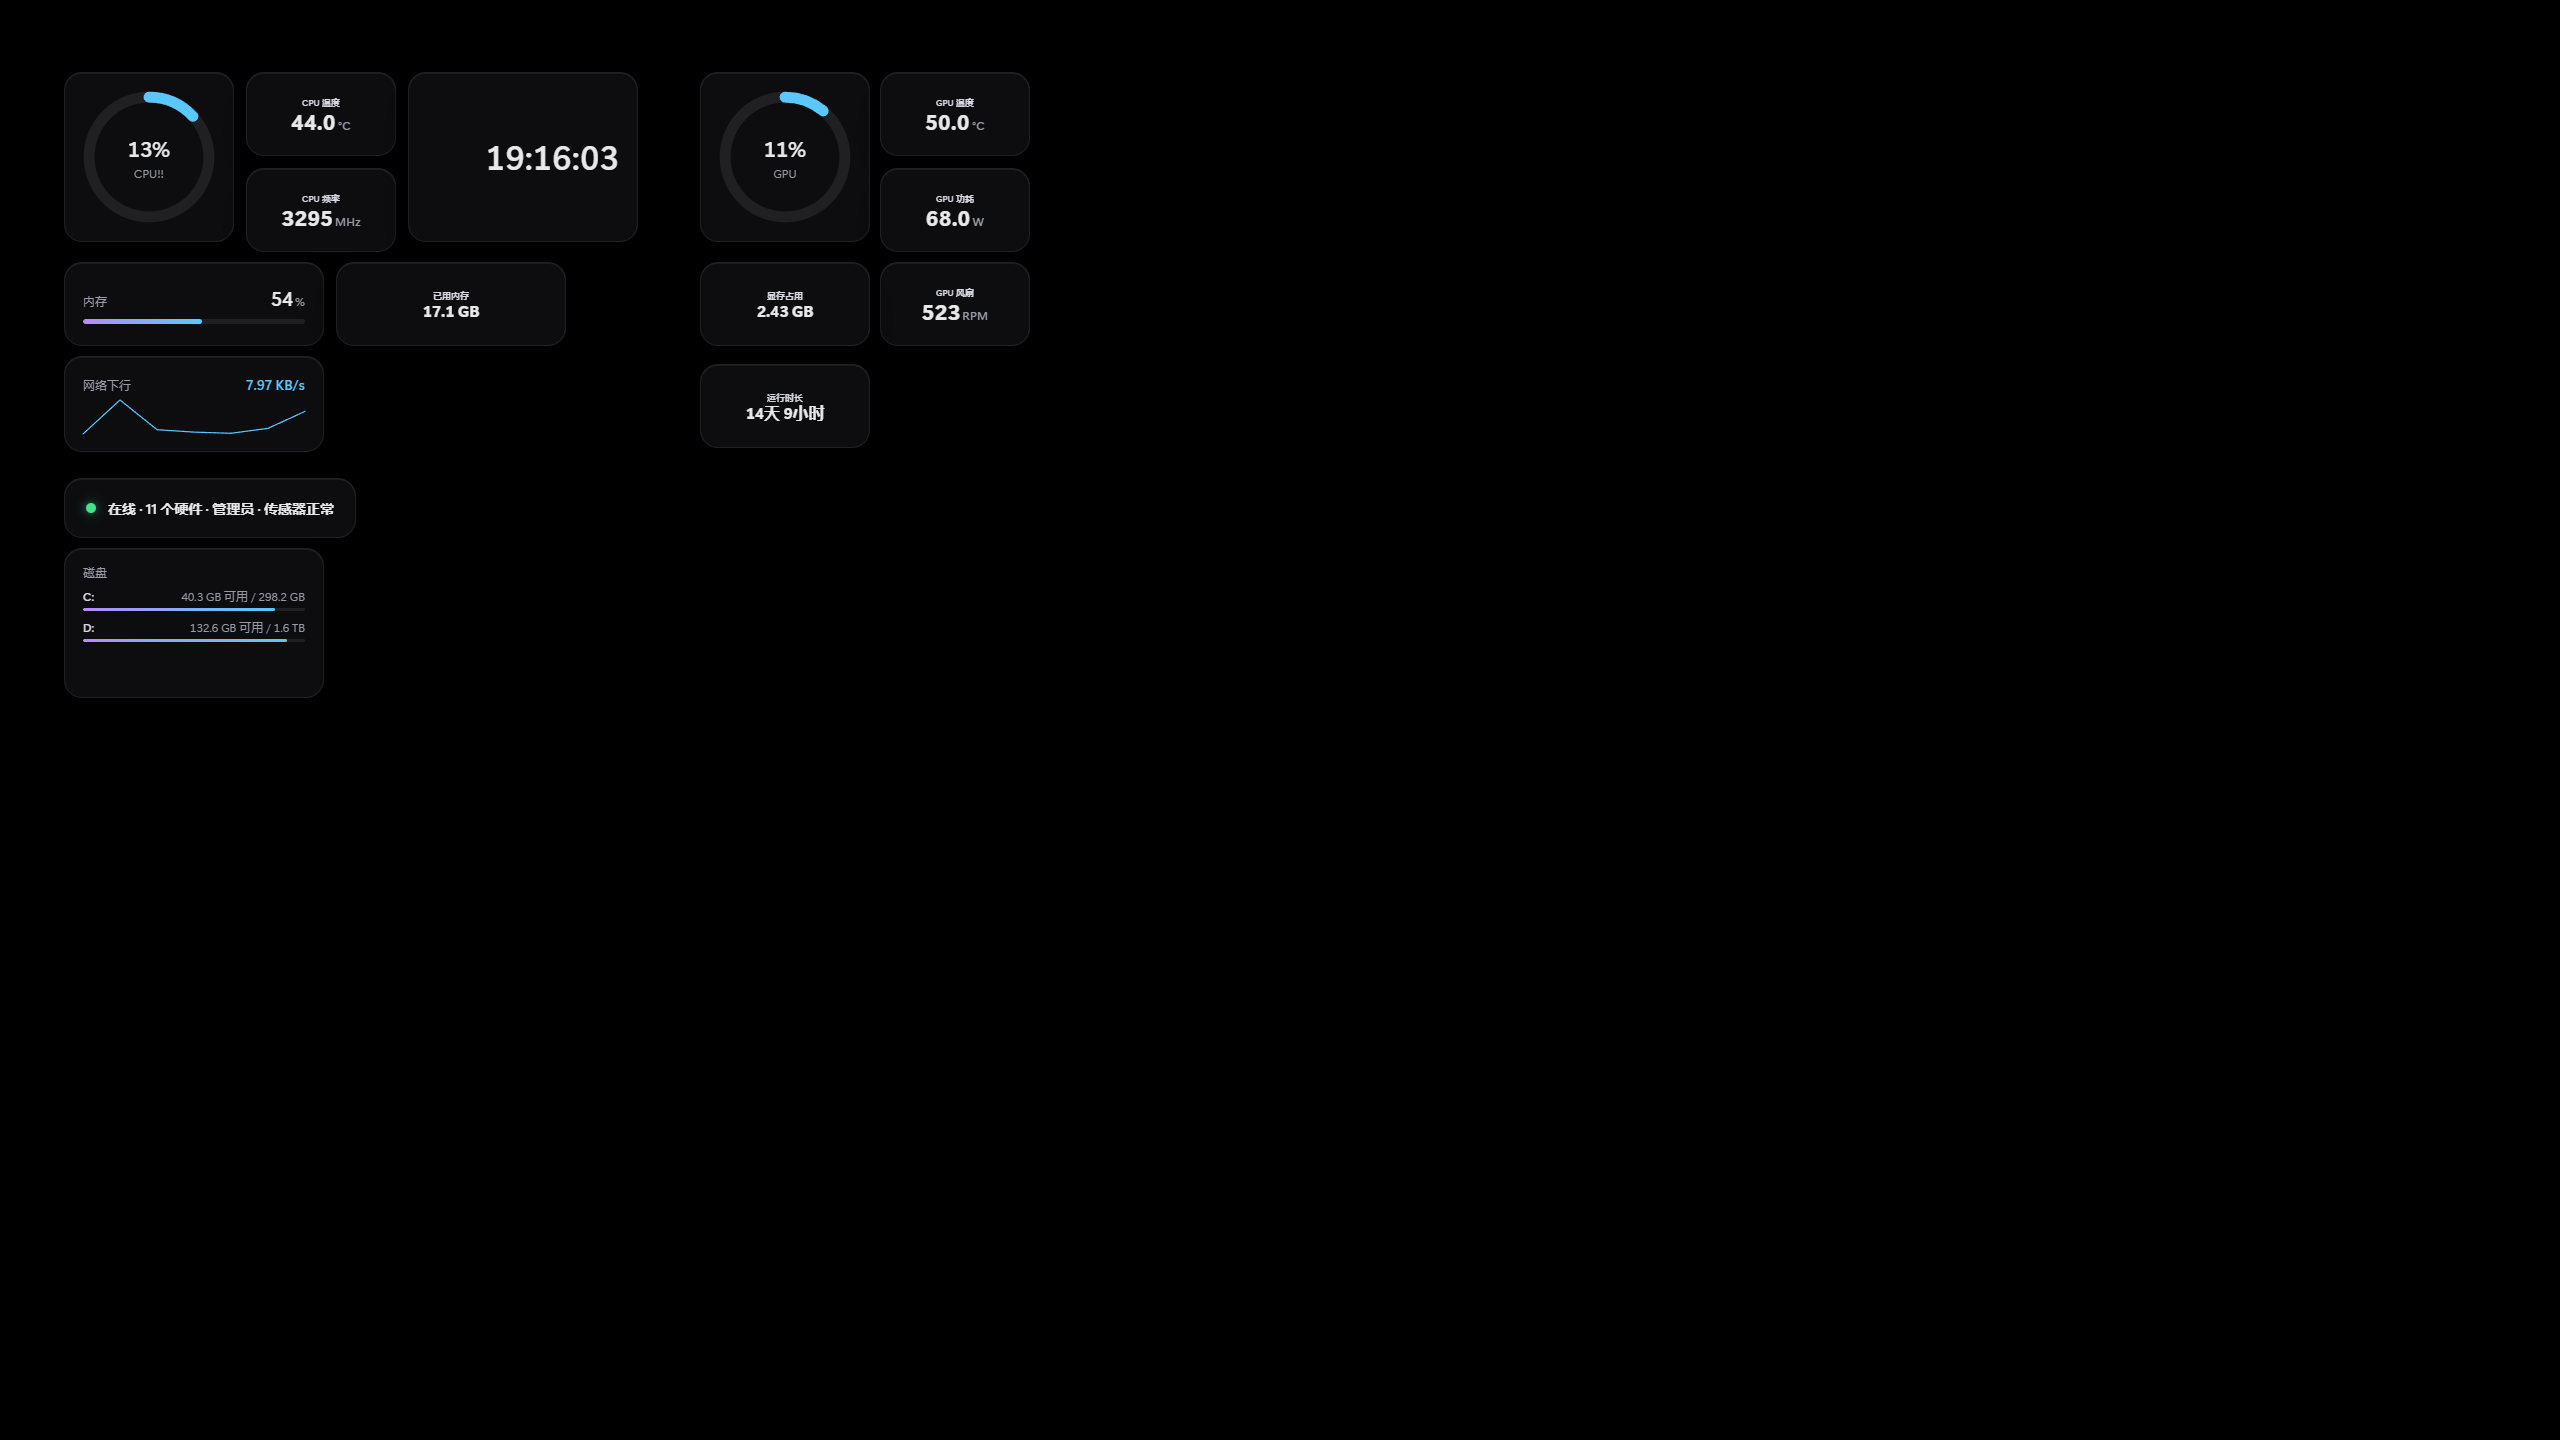 13%
CPU!!
CPU 温度
44.0 °C
CPU 频率
3295 MHz
19:16:03
11%
GPU
GPU 温度
50.0 °C
GPU 功耗
68.0 W
内存
54 %
已用内存
17.1 GB
显存占用
2.43 GB
GPU 风扇
523 RPM
网络下行
7.97 KB/s
运行时长
14天 9小时
在线 · 11 个硬件 · 管理员 · 传感器正常
磁盘
C: 40.3 GB 可用 / 298.2 GB
D: 132.6 GB 可用 / 1.6 TB